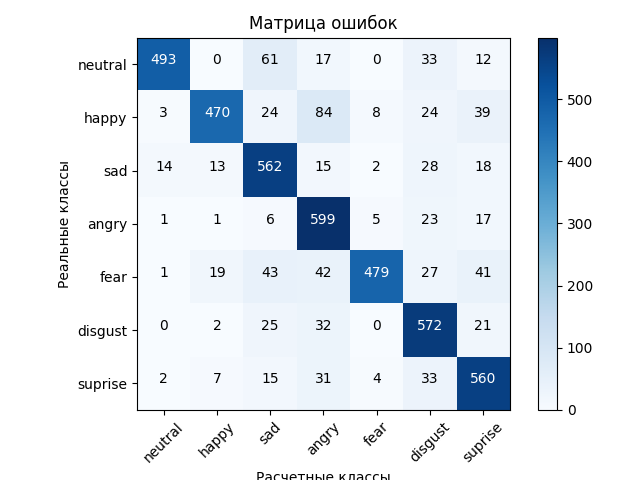 Матрица ошибок
neutral 493 0 61 17 0 33 12
happy 3 470 24 84 8 24 39
sad 14 13 562 15 2 28 18
angry 1 1 6 599 5 23 17
fear 1 19 43 42 479 27 41
disgust 0 2 25 32 0 572 21
suprise 2 7 15 31 4 33 560
neutral happy sad angry fear disgust suprise
Расчетные классы
Реальные классы
500
400
300
200
100
0